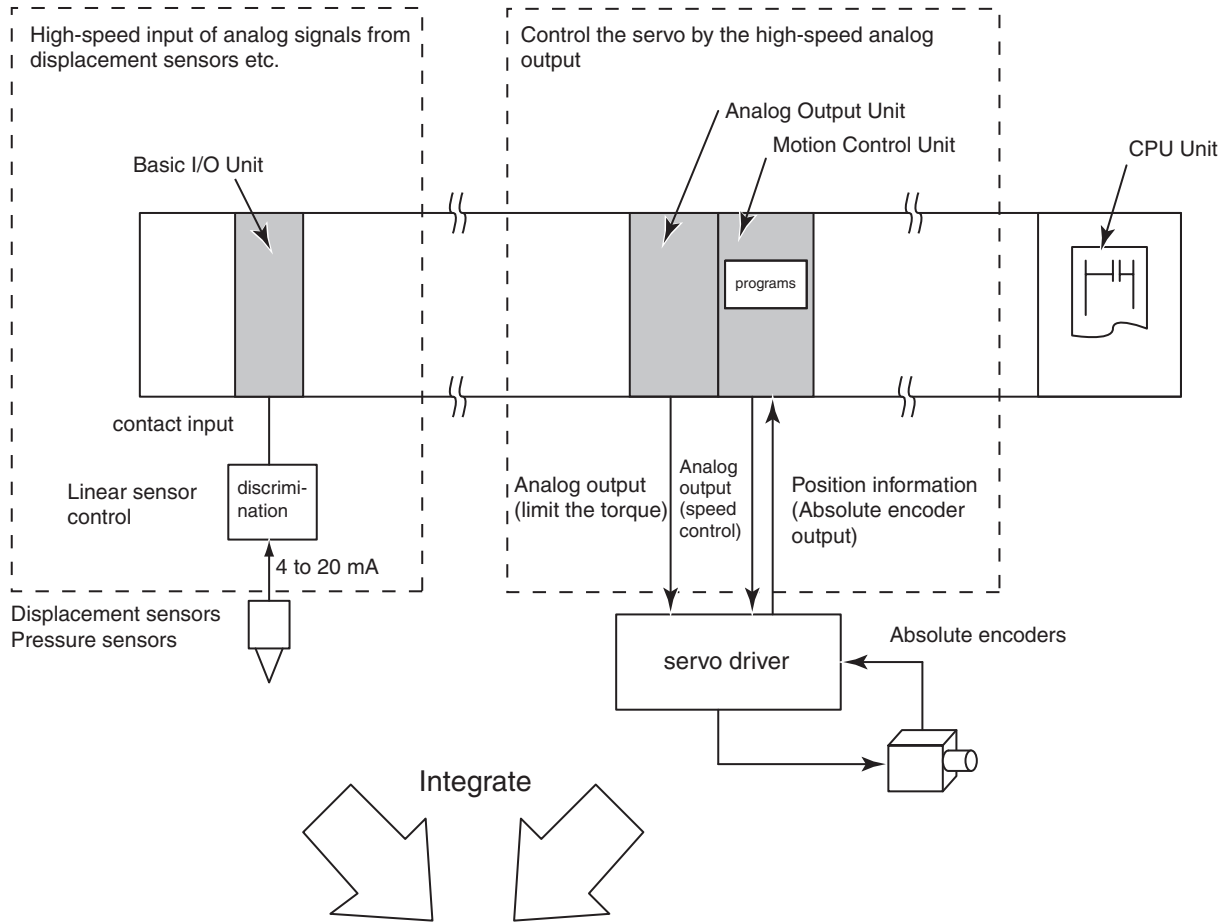 High-speed input of analog signals from
displacement sensors etc.
Control the servo by the high-speed analog
output
Analog Output Unit
Motion Control Unit
CPU Unit
Basic I/O Unit
programs
contact input
Linear sensor
control
discrimi-
nation
4 to 20 mA
Displacement sensors
Pressure sensors
Analog output
(limit the torque)
Analog
output
(speed
control)
Position information
(Absolute encoder
output)
servo driver
Absolute encoders
Integrate